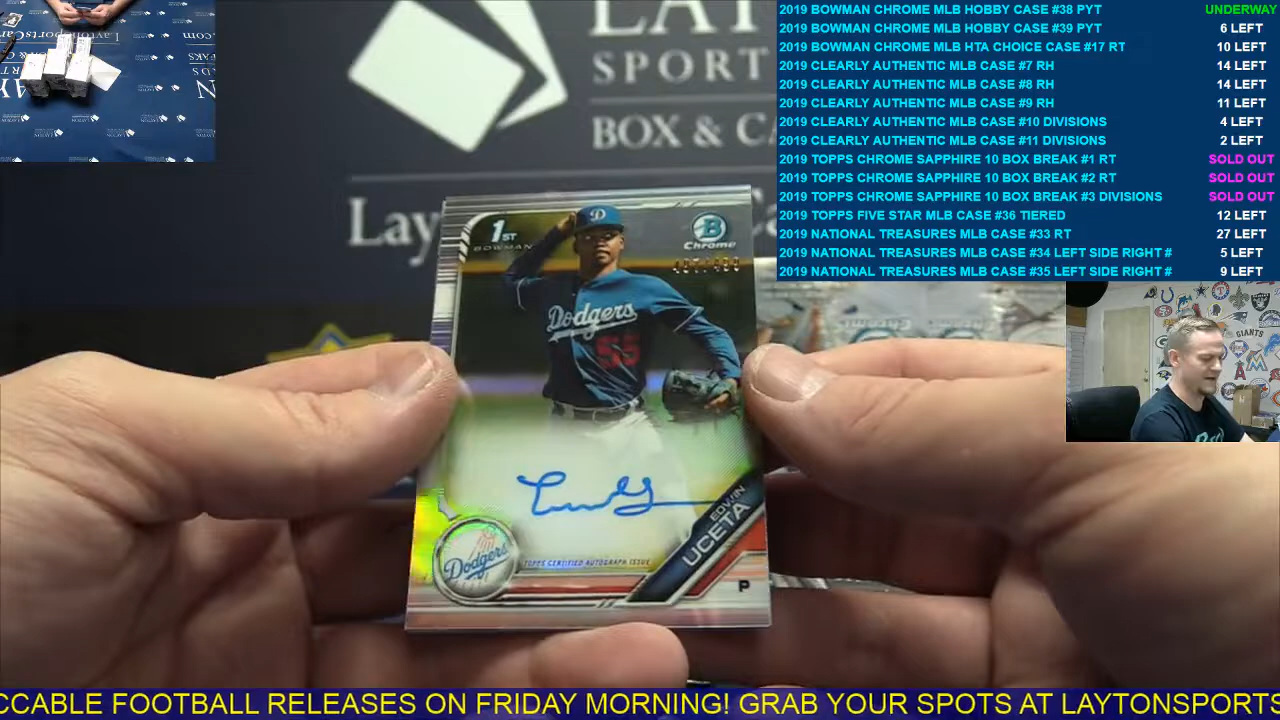 2019 BOWMAN CHROME MLB HOBBY CASE #38 PYT UNDERWAY
2019 BOWMAN CHROME MLB HOBBY CASE #39 PYT 6 LEFT
2019 BOWMAN CHROME MLB HTA CHOICE CASE #17 RT 10 LEFT
2019 CLEARLY AUTHENTIC MLB CASE #7 RH 14 LEFT
2019 CLEARLY AUTHENTIC MLB CASE #8 RH 14 LEFT
2019 CLEARLY AUTHENTIC MLB CASE #9 RH 11 LEFT
2019 CLEARLY AUTHENTIC MLB CASE #10 DIVISIONS 4 LEFT
2019 CLEARLY AUTHENTIC MLB CASE #11 DIVISIONS 2 LEFT
2019 TOPPS CHROME SAPPHIRE 10 BOX BREAK #1 RT SOLD OUT
2019 TOPPS CHROME SAPPHIRE 10 BOX BREAK #2 RT SOLD OUT
2019 TOPPS CHROME SAPPHIRE 10 BOX BREAK #3 DIVISIONS SOLD OUT
2019 TOPPS FIVE STAR MLB CASE #36 TIERED 12 LEFT
2019 NATIONAL TREASURES MLB CASE #33 RT 27 LEFT
2019 NATIONAL TREASURES MLB CASE #34 LEFT SIDE RIGHT # 5 LEFT
2019 NATIONAL TREASURES MLB CASE #35 LEFT SIDE RIGHT # 9 LEFT
LAY
SPORT
BOX & CA
Lay
1ST
BOWMAN
B
Chrome
D
Dodgers
55
EDWIN
UCETA
Dodgers
TOPPS CERTIFIED AUTOGRAPH ISSUE
P
GIANTS
CCABLE FOOTBALL RELEASES ON FRIDAY MORNING! GRAB YOUR SPOTS AT LAYTONSPORTS